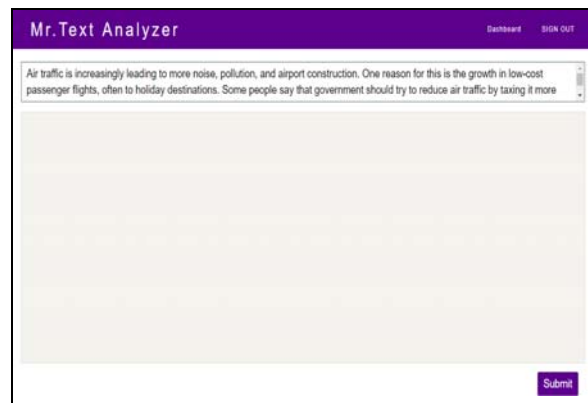 Mr.Text Analyzer
Dashboard SIGN OUT
Air traffic is increasingly leading to more noise, pollution, and airport construction. One reason for this is the growth in low-cost
passenger flights, often to holiday destinations. Some people say that government should try to reduce air traffic by taxing it more
Submit